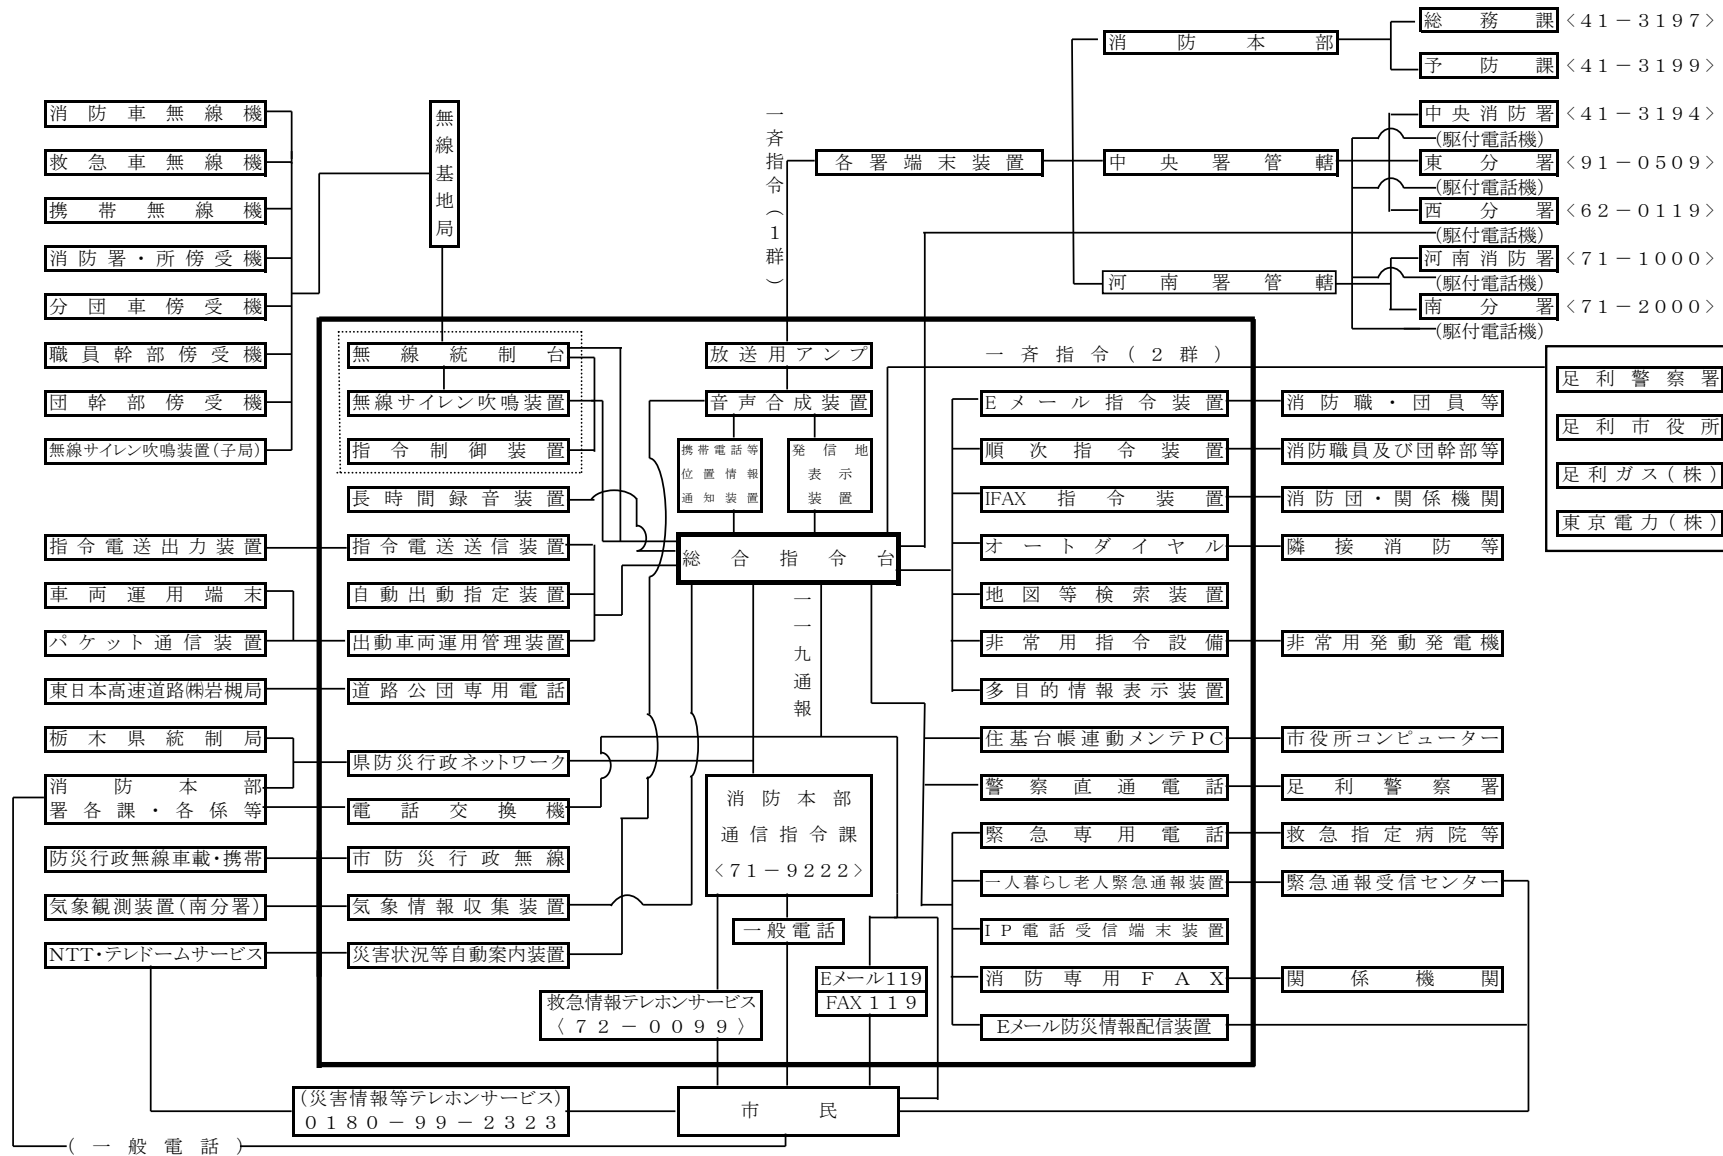 総務課 <41-3197>
消防本部
予防課 <41-3199>
消防車無線機
無線基地局
一斉指令(1群)
中央消防署 <41-3194>
(駆付電話機)
救急車無線機
各署端末装置
中央署管轄
東分署 <91-0509>
(駆付電話機)
携帯無線機
西分署 <62-0119>
(駆付電話機)
消防署・所傍受機
河南消防署 <71-1000>
河南署管轄
(駆付電話機)
分団車傍受機
南分署 <71-2000>
(駆付電話機)
職員幹部傍受機
無線統制台
放送用アンプ
一斉指令(2群)
足利警察署
団幹部傍受機
無線サイレン吹鳴装置
音声合成装置
Eメール指令装置
消防職・団員等
足利市役所
無線サイレン吹鳴装置(子局)
指令制御装置
携帯電話等
位置情報
通知装置
発信地
表示
装置
順次指令装置
消防職員及び団幹部等
足利ガス(株)
長時間録音装置
IFAX指令装置
消防団・関係機関
東京電力(株)
指令電送出力装置
指令電送送信装置
総合指令台
オートダイヤル
隣接消防等
車両運用端末
自動出動指定装置
一一九通報
地図等検索装置
パケット通信装置
出動車両運用管理装置
非常用指令設備
非常用発動発電機
東日本高速道路㈱岩槻局
道路公団専用電話
多目的情報表示装置
栃木県統制局
県防災行政ネットワーク
住基台帳連動メンテPC
市役所コンピューター
消防本部
署各課・各係等
電話交換機
消防本部
通信指令課
<71-9222>
警察直通電話
足利警察署
緊急専用電話
救急指定病院等
防災行政無線車載・携帯
市防災行政無線
一人暮らし老人緊急通報装置
緊急通報受信センター
気象観測装置(南分署)
気象情報収集装置
一般電話
IP電話受信端末装置
NTT・テレドームサービス
災害状況等自動案内装置
Eメール119
FAX119
消防専用FAX
関係機関
救急情報テレホンサービス
〈72-0099〉
Eメール防災情報配信装置
(災害情報等テレホンサービス)
0180-99-2323
市民
(一般電話)